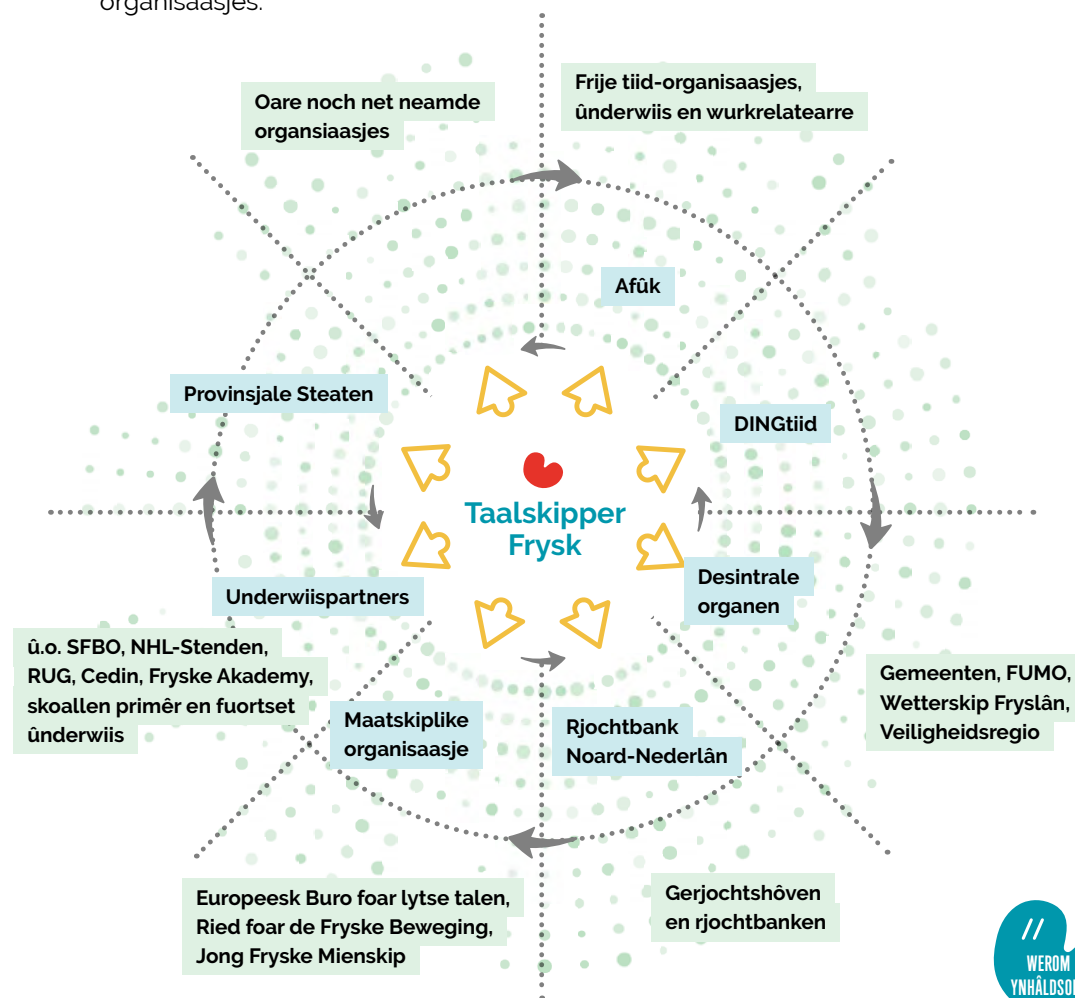 organisaasjes.
Oare noch net neamde
organsiaasjes
Frije tiid-organisaasjes,
ûnderwiis en wurkrelatearre
Afûk
Provinsjale Steaten
DINGtiid
Taalskipper
Frysk
Desintrale
organen
Underwiispartners
û.o. SFBO, NHL-Stenden,
RUG, Cedin, Fryske Akademy,
skoallen primêr en fuortset
ûnderwiis
Gemeenten, FUMO,
Wetterskip Fryslân,
Veiligheidsregio
Maatskiplike
organisaasje
Rjochtbank
Noard-Nederlân
Europeesk Buro foar lytse talen,
Ried foar de Fryske Beweging,
Jong Fryske Mienskip
Gerjochtshôven
en rjochtbanken
//
WEROM